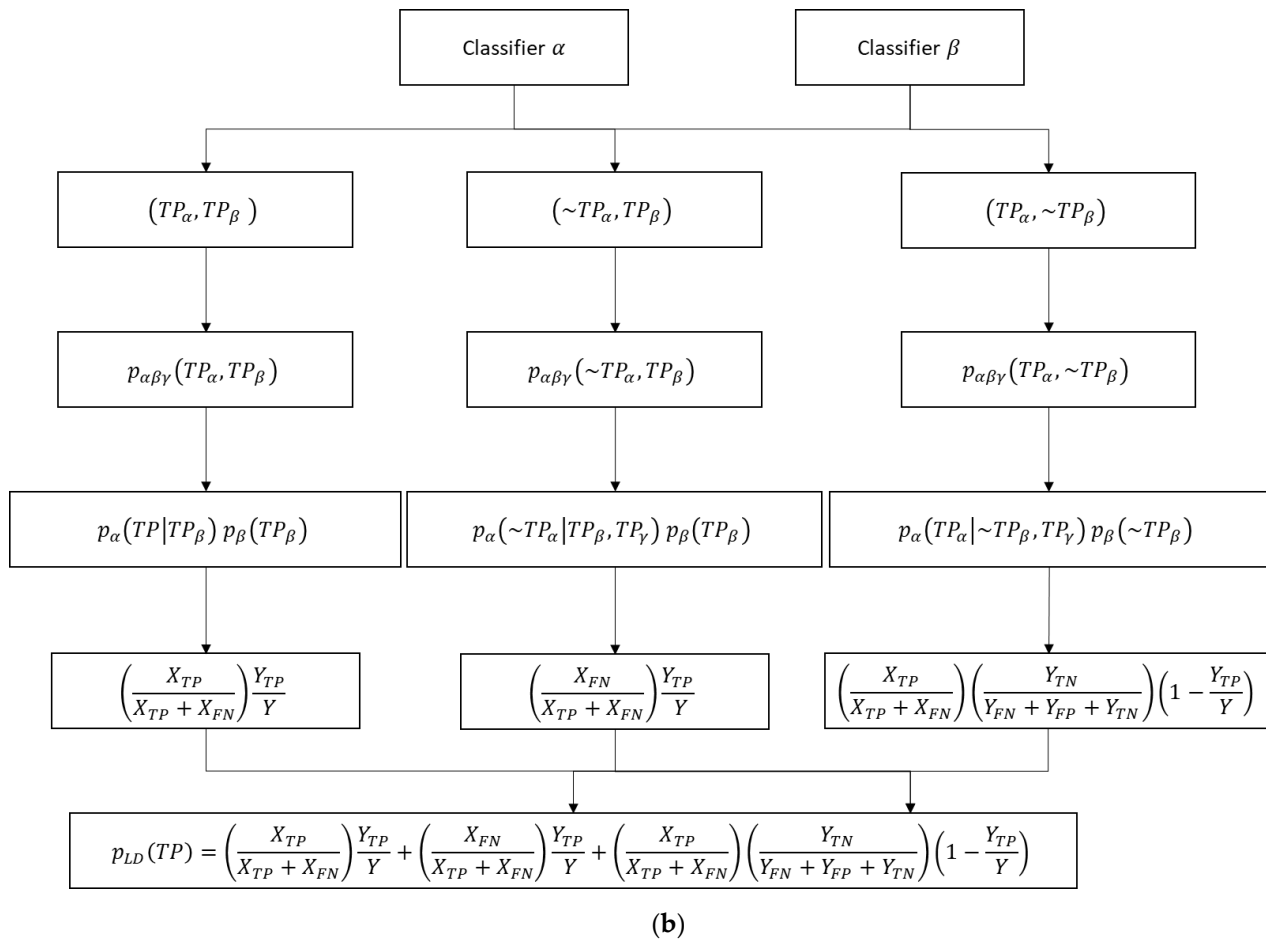 Classifier α
Classifier β
(TP_α, TP_β )
(~TP_α, TP_β)
(TP_α, ~TP_β)
p_αβγ(TP_α, TP_β)
p_αβγ(~TP_α, TP_β)
p_αβγ(TP_α, ~TP_β)
p_α(TP|TP_β) p_β(TP_β)
p_α(~TP_α|TP_β, TP_γ) p_β(TP_β)
p_α(TP_α|~TP_β, TP_γ) p_β(~TP_β)
(X_TP / (X_TP + X_FN)) Y_TP / Y
(X_FN / (X_TP + X_FN)) Y_TP / Y
(X_TP / (X_TP + X_FN)) (Y_TN / (Y_FN + Y_FP + Y_TN)) (1 − Y_TP / Y)
p_LD(TP) = (X_TP / (X_TP + X_FN)) Y_TP / Y + (X_FN / (X_TP + X_FN)) Y_TP / Y + (X_TP / (X_TP + X_FN)) (Y_TN / (Y_FN + Y_FP + Y_TN)) (1 − Y_TP / Y)
(b)